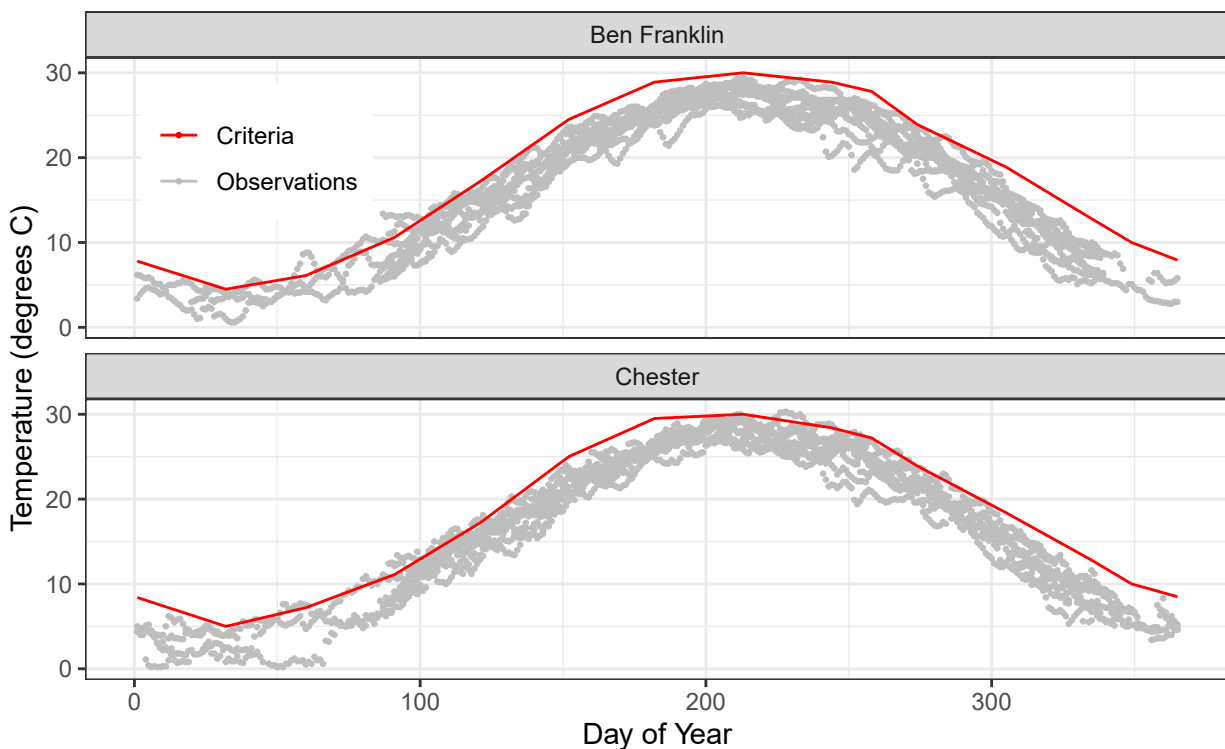 Ben Franklin
30
20
10
0
Criteria
Observations
Chester
30
20
10
0
0 100 200 300
Day of Year
Temperature (degrees C)